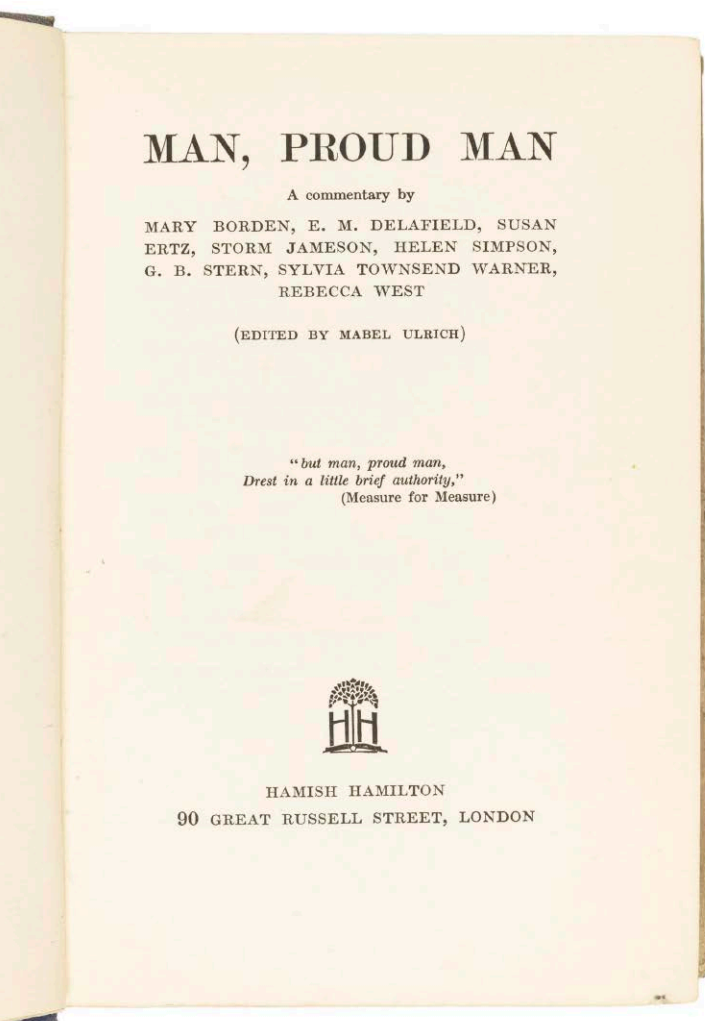 MAN, PROUD MAN
A commentary by
MARY BORDEN, E. M. DELAFIELD, SUSAN
ERTZ, STORM JAMESON, HELEN SIMPSON,
G. B. STERN, SYLVIA TOWNSEND WARNER,
REBECCA WEST
(EDITED BY MABEL ULRICH)
"but man, proud man,
Drest in a little brief authority,"
(Measure for Measure)
HH
HAMISH HAMILTON
90 GREAT RUSSELL STREET, LONDON